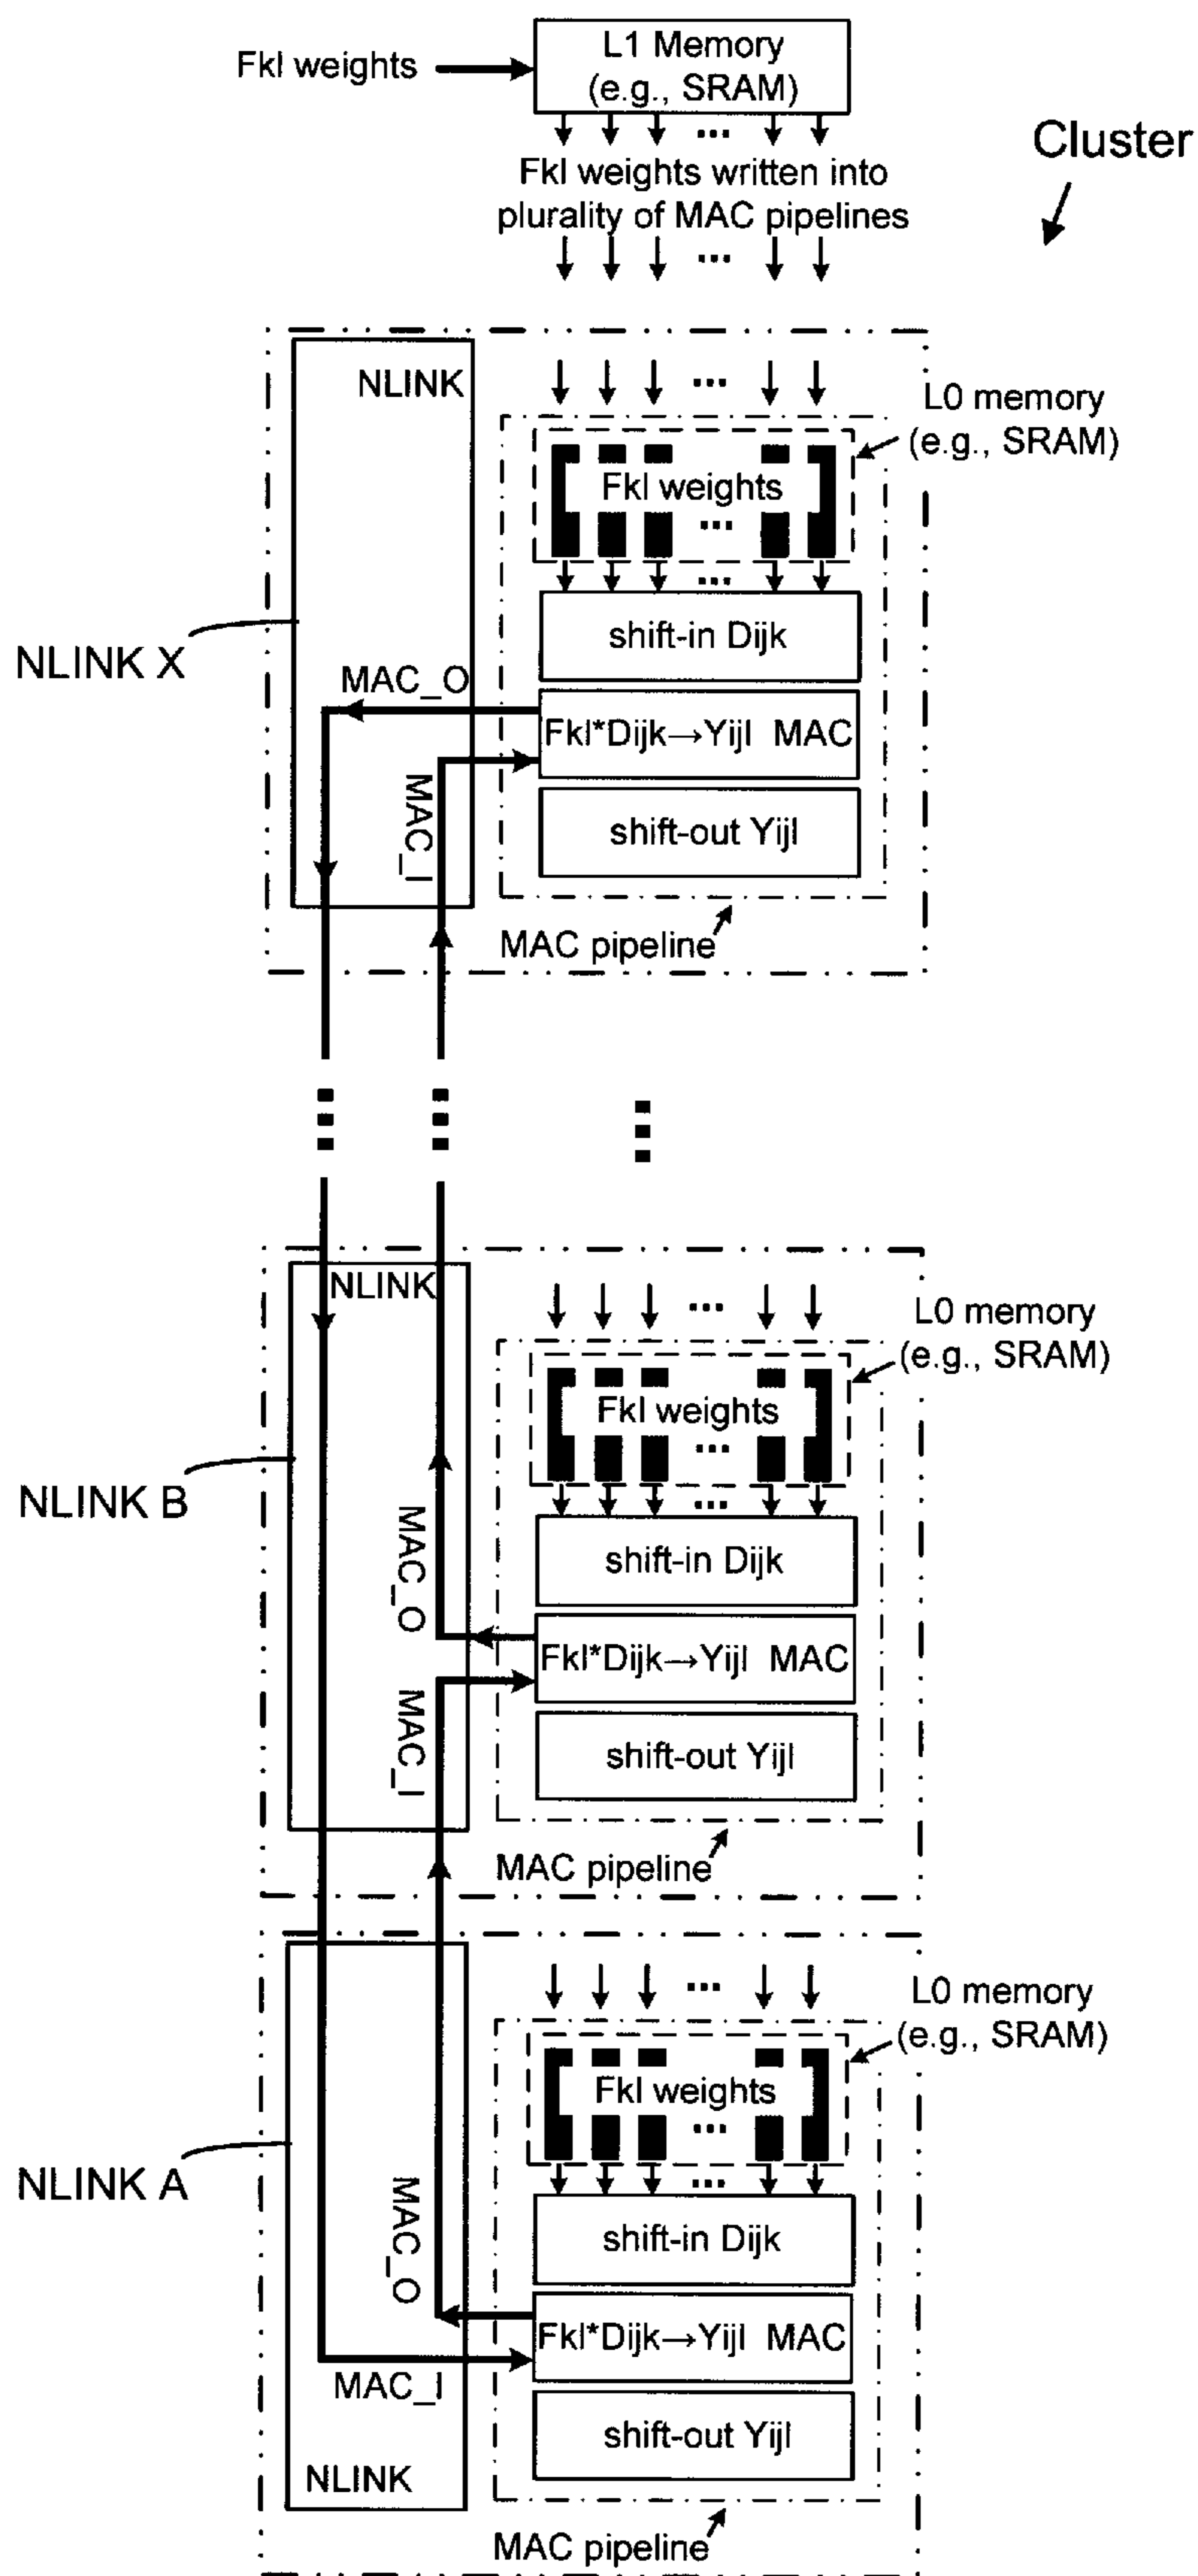 L1 Memory
(e.g., SRAM)
Fkl weights
Cluster
Fkl weights written into
plurality of MAC pipelines
...
...
NLINK
...
L0 memory
(e.g., SRAM)
Fkl weights
...
...
shift-in Dijk
NLINK X
MAC_O
Fkl*Dijk→Yijl MAC
MAC_I
shift-out Yijl
MAC pipeline
NLINK
...
L0 memory
(e.g., SRAM)
Fkl weights
...
...
NLINK B
shift-in Dijk
MAC_O
Fkl*Dijk→Yijl MAC
MAC_I
shift-out Yijl
MAC pipeline
...
L0 memory
(e.g., SRAM)
Fkl weights
...
...
NLINK A
shift-in Dijk
MAC_O
Fkl*Dijk→Yijl MAC
MAC_I
shift-out Yijl
NLINK
MAC pipeline